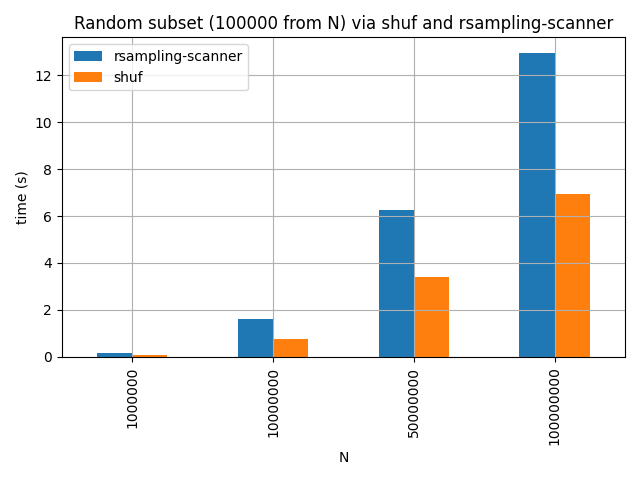 Random subset (100000 from N) via shuf and rsampling-scanner
rsampling-scanner
shuf
time (s)
12
10
8
6
4
2
0
1000000
10000000
50000000
100000000
N